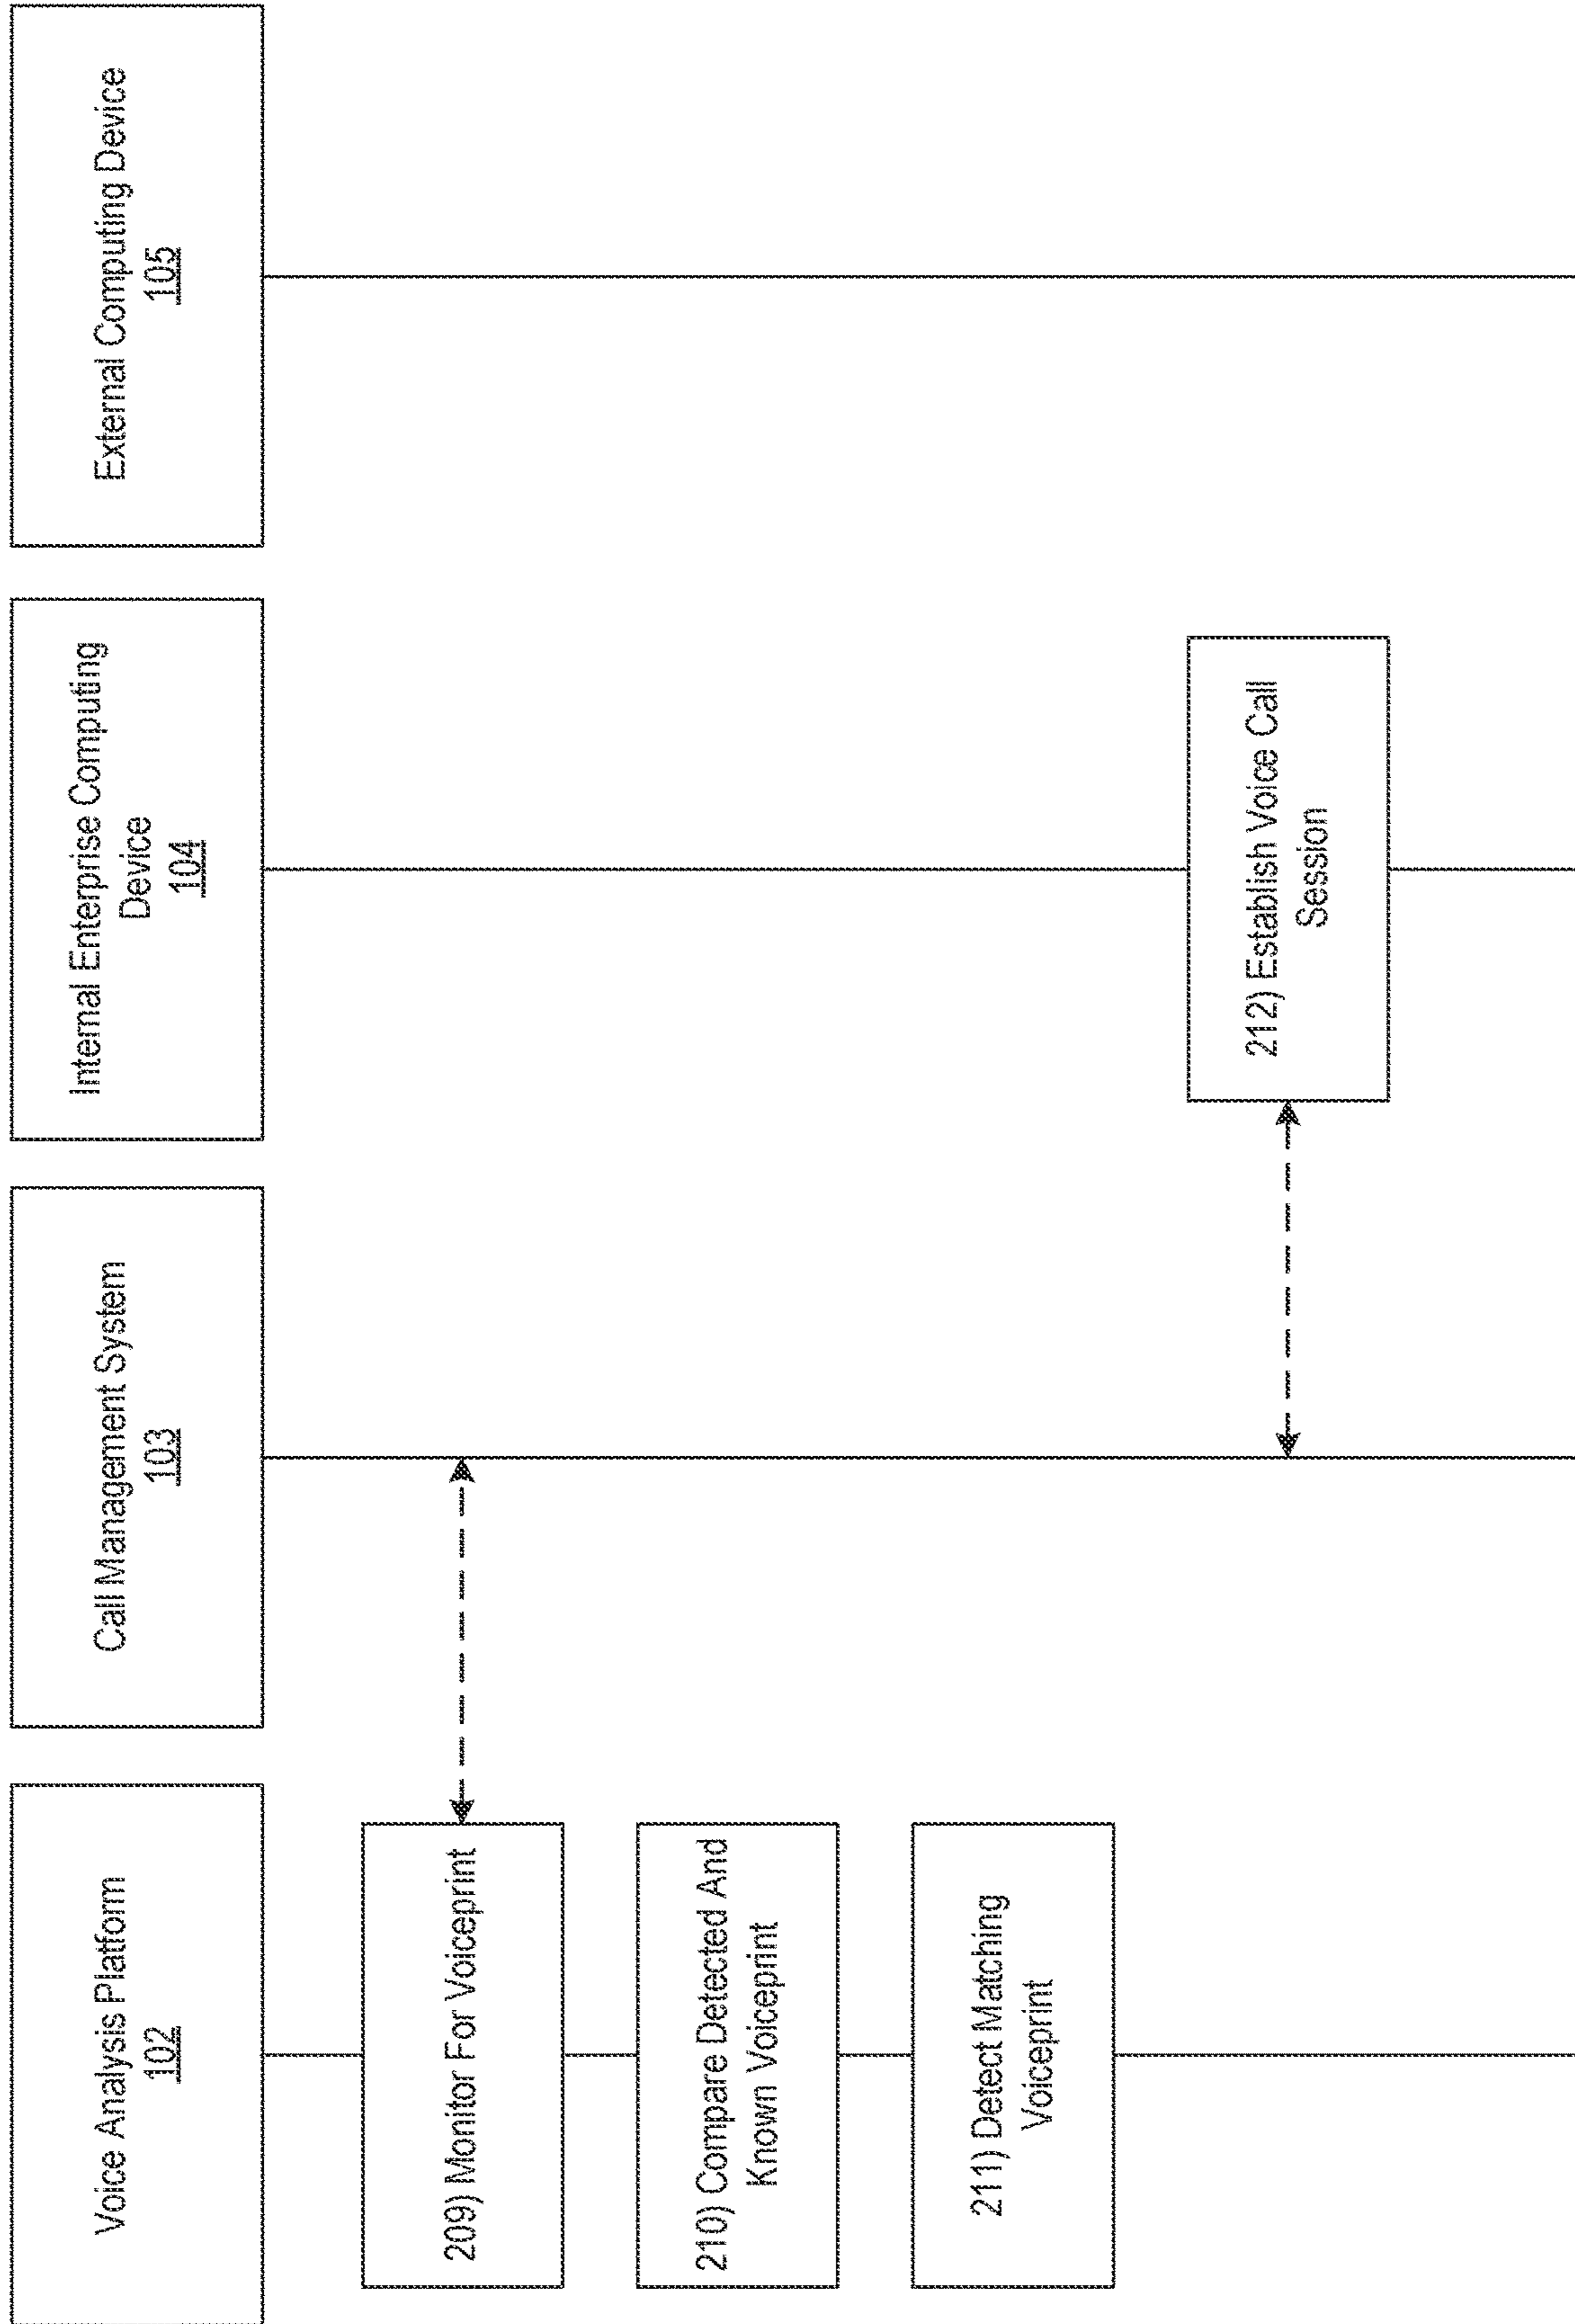 Voice Analysis Platform
102
Call Management System
103
Internal Enterprise Computing
Device
104
External Computing Device
105
209) Monitor For Voiceprint
210) Compare Detected And
Known Voiceprint
211) Detect Matching
Voiceprint
212) Establish Voice Call
Session